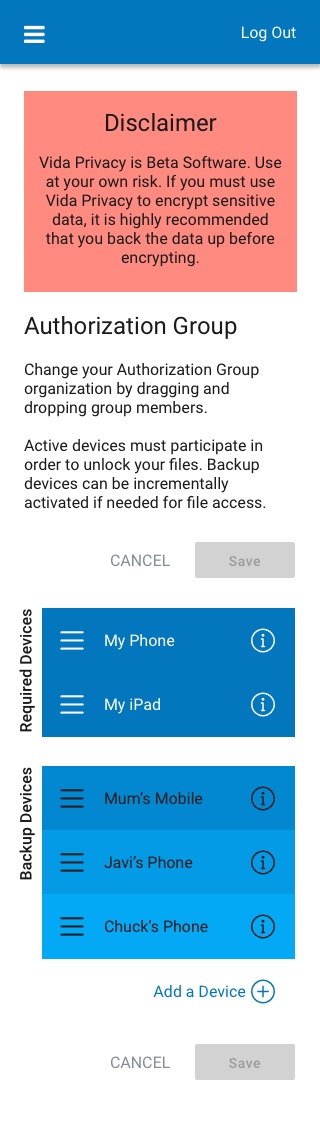 Log Out
Disclaimer
Vida Privacy is Beta Software. Use
at your own risk. If you must use
Vida Privacy to encrypt sensitive
data, it is highly recommended
that you back the data up before
encrypting.
Authorization Group
Change your Authorization Group
organization by dragging and
dropping group members.
Active devices must participate in
order to unlock your files. Backup
devices can be incrementally
activated if needed for file access.
CANCEL Save
Required Devices
My Phone
My iPad
Backup Devices
Mum’s Mobile
Javi’s Phone
Chuck’s Phone
Add a Device
CANCEL Save